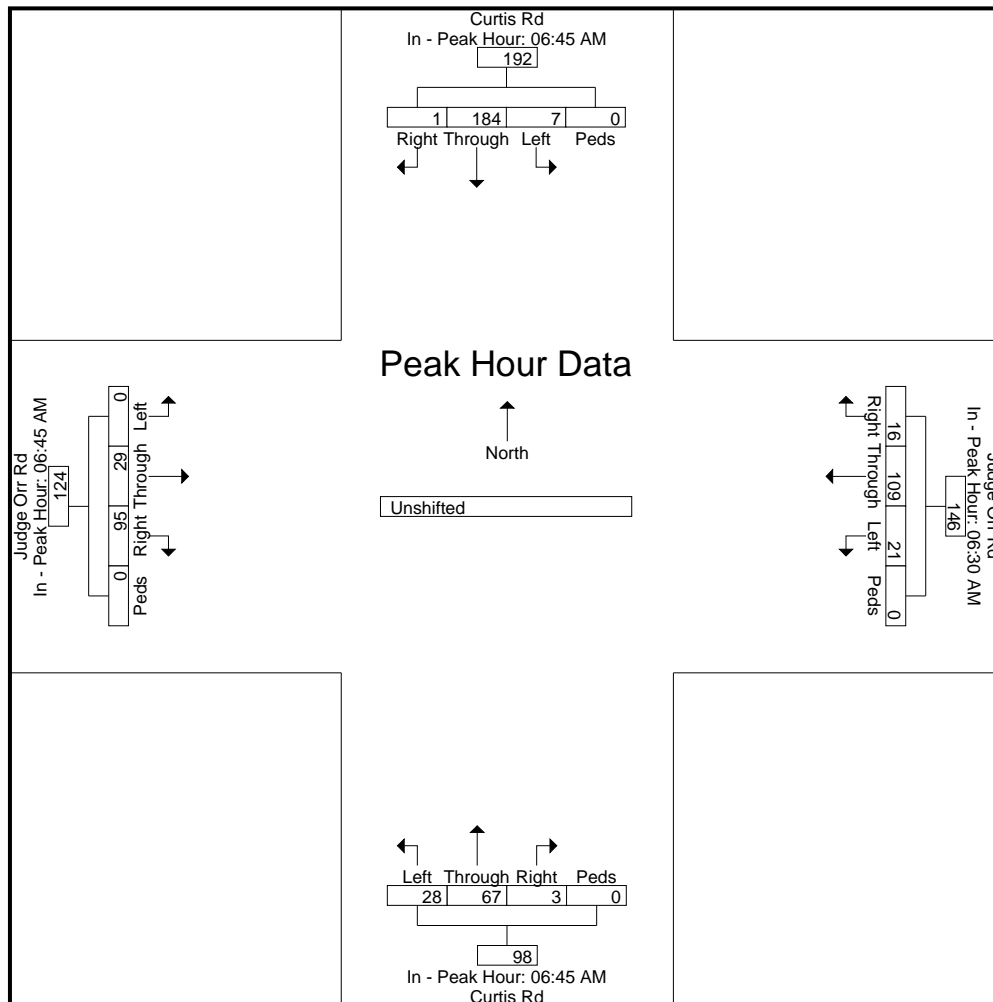 Curtis Rd
In - Peak Hour: 06:45 AM
192
1 184 7 0
Right Through Left Peds
Peak Hour Data
North
Unshifted
Judge Orr Rd
In - Peak Hour: 06:45 AM
124
0 29 95 0
Left Through Right Peds
Judge Orr Rd
In - Peak Hour: 06:30 AM
146
16 109 21 0
Right Through Left Peds
Left Through Right Peds
28 67 3 0
98
In - Peak Hour: 06:45 AM
Curtis Rd